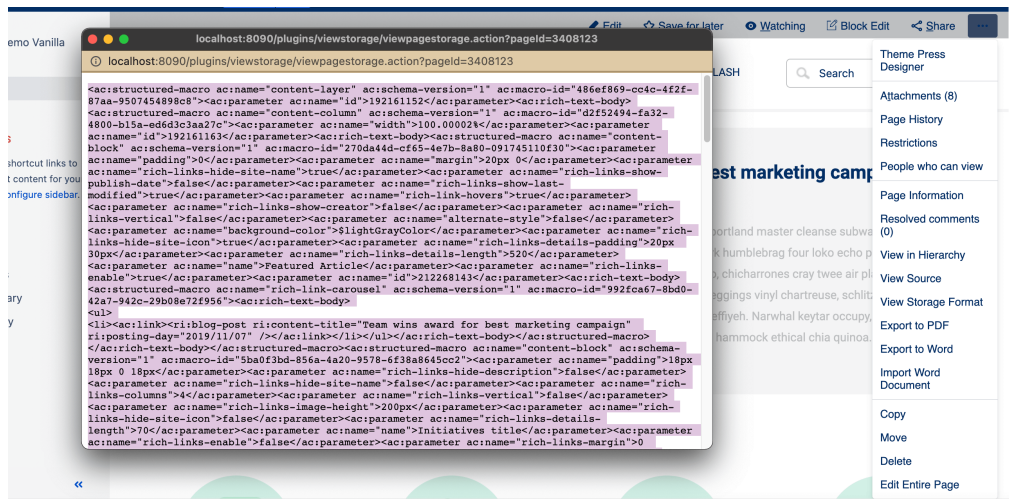 Edit
Save for later
Watching
Block Edit
Share
emo Vanilla
localhost:8090/plugins/viewstorage/viewpagestorage.action?pageId=3408123
localhost:8090/plugins/viewstorage/viewpagestorage.action?pageId=3408123
<ac:structured-macro ac:name="content-layer" ac:schema-version="1" ac:macro-id="486ef869-cc4c-4f2f-
87aa-9507454898c8"><ac:parameter ac:name="id">192161152</ac:parameter><ac:rich-text-body>
<ac:structured-macro ac:name="content-column" ac:schema-version="1" ac:macro-id="d2f52494-fa32-
4800-b15a-ed6d3c3aa27c"><ac:parameter ac:name="width">100.00002%</ac:parameter><ac:parameter
ac:name="id">192161163</ac:parameter><ac:rich-text-body><ac:structured-macro ac:name="content-
block" ac:schema-version="1" ac:macro-id="270da44d-cf65-4e7b-8a80-091745110f30"><ac:parameter
ac:name="padding">0</ac:parameter><ac:parameter ac:name="margin">20px 0</ac:parameter><ac:parameter
ac:name="rich-links-hide-site-name">true</ac:parameter><ac:parameter ac:name="rich-links-show-
publish-date">false</ac:parameter><ac:parameter ac:name="rich-links-show-last-
modified">true</ac:parameter><ac:parameter ac:name="rich-link-hovers">true</ac:parameter>
<ac:parameter ac:name="rich-links-show-creator">false</ac:parameter><ac:parameter ac:name="rich-
links-vertical">false</ac:parameter><ac:parameter ac:name="alternate-style">false</ac:parameter>
<ac:parameter ac:name="background-color">$lightGrayColor</ac:parameter><ac:parameter ac:name="rich-
links-hide-site-icon">true</ac:parameter><ac:parameter ac:name="rich-links-details-padding">20px
30px</ac:parameter><ac:parameter ac:name="rich-links-details-length">520</ac:parameter>
<ac:parameter ac:name="name">Featured Article</ac:parameter><ac:parameter ac:name="rich-links-
enable">true</ac:parameter><ac:parameter ac:name="id">212268143</ac:parameter><ac:rich-text-body>
<ac:structured-macro ac:name="rich-link-carousel" ac:schema-version="1" ac:macro-id="992fca67-8bd0-
42a7-942c-29b08e72f956"><ac:rich-text-body>
<ul>
<li><ac:link><ri:blog-post ri:content-title="Team wins award for best marketing campaign"
ri:posting-day="2019/11/07" /></ac:link></li></ul></ac:rich-text-body></ac:structured-macro>
</ac:rich-text-body></ac:structured-macro><ac:structured-macro ac:name="content-block" ac:schema-
version="1" ac:macro-id="5ba0f3bd-856a-4a20-9578-6f38a8645cc2"><ac:parameter ac:name="padding">18px
18px 0 18px</ac:parameter><ac:parameter ac:name="rich-links-hide-description">false</ac:parameter>
<ac:parameter ac:name="rich-links-hide-site-name">false</ac:parameter><ac:parameter ac:name="rich-
links-columns">4</ac:parameter><ac:parameter ac:name="rich-links-vertical">false</ac:parameter>
<ac:parameter ac:name="rich-links-image-height">200px</ac:parameter><ac:parameter ac:name="rich-
links-hide-site-icon">false</ac:parameter><ac:parameter ac:name="rich-links-details-
length">70</ac:parameter><ac:parameter ac:name="name">Initiatives title</ac:parameter><ac:parameter
ac:name="rich-links-enable">false</ac:parameter><ac:parameter ac:name="rich-links-margin">0
s
shortcut links to
t content for you
onfigure sidebar.
ary
y
LASH
Search
est marketing camp
ortland master cleanse subwa
k humblebrag four loko echo p
o, chicharrones cray twee air pla
eggings vinyl chartreuse, schlitz
effiyeh. Narwhal keytar occupy,
hammock ethical chia quinoa.
Theme Press
Designer
Attachments (8)
Page History
Restrictions
People who can view
Page Information
Resolved comments
(0)
View in Hierarchy
View Source
View Storage Format
Export to PDF
Export to Word
Import Word
Document
Copy
Move
Delete
Edit Entire Page